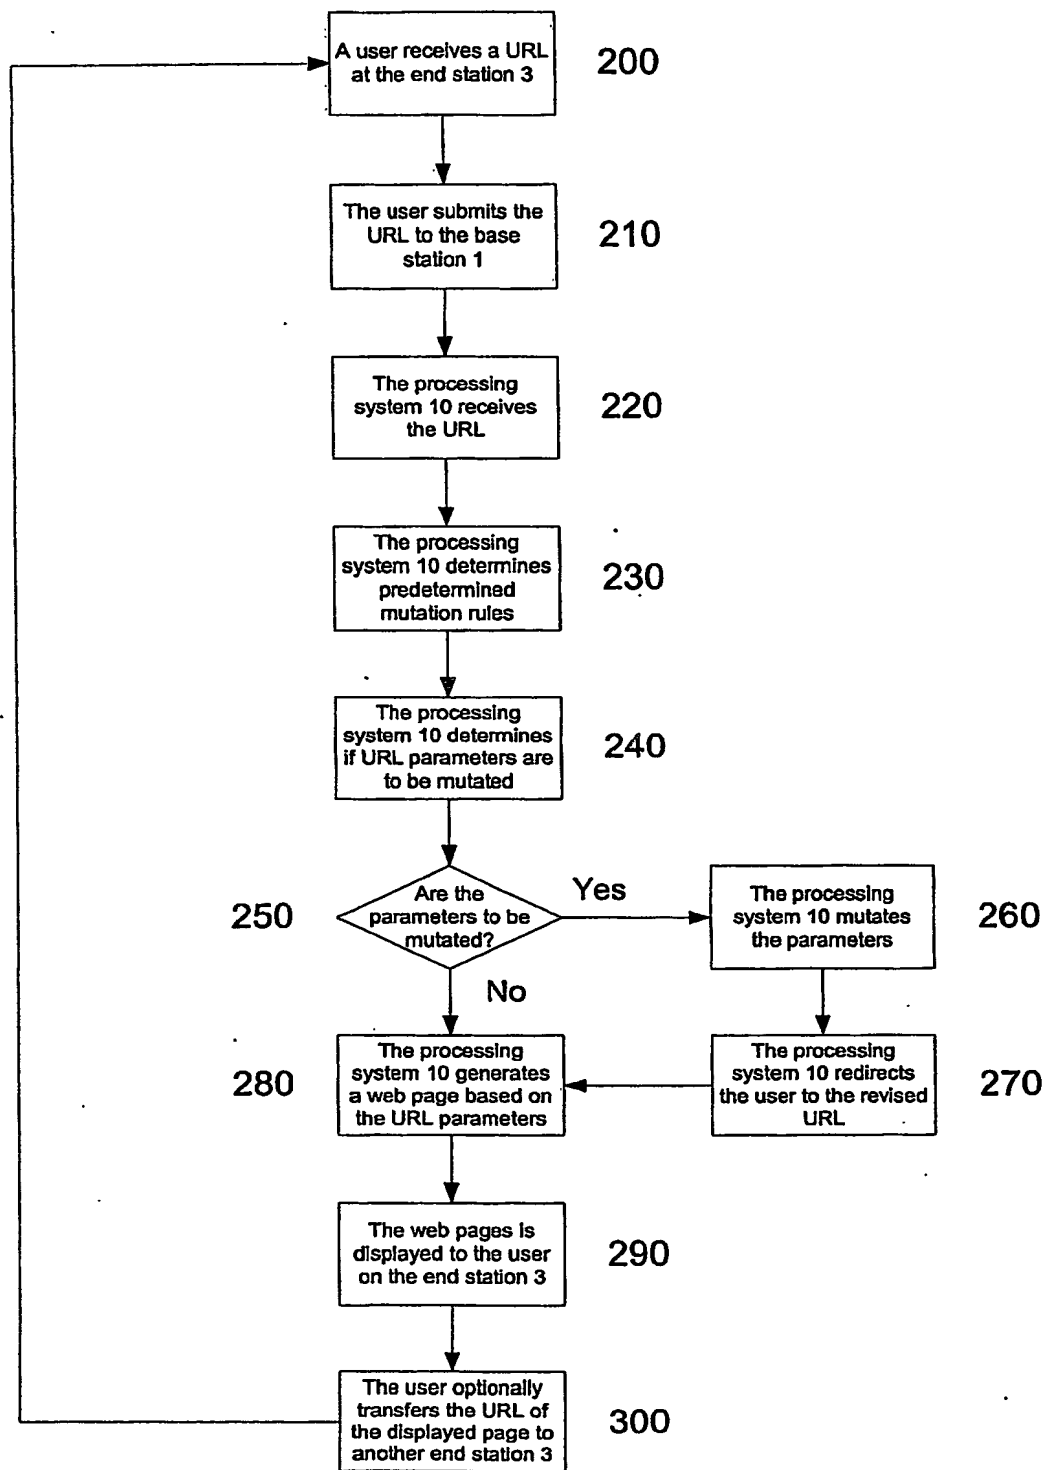 A user receives a URL
at the end station 3
200
The user submits the
URL to the base
station 1
210
The processing
system 10 receives
the URL
220
The processing
system 10 determines
predetermined
mutation rules
230
The processing
system 10 determines
if URL parameters are
to be mutated
240
250
Are the
parameters to be
mutated?
Yes
The processing
system 10 mutates
the parameters
260
No
280
The processing
system 10 generates
a web page based on
the URL parameters
The processing
system 10 redirects
the user to the revised
URL
270
The web pages is
displayed to the user
on the end station 3
290
The user optionally
transfers the URL of
the displayed page to
another end station 3
300